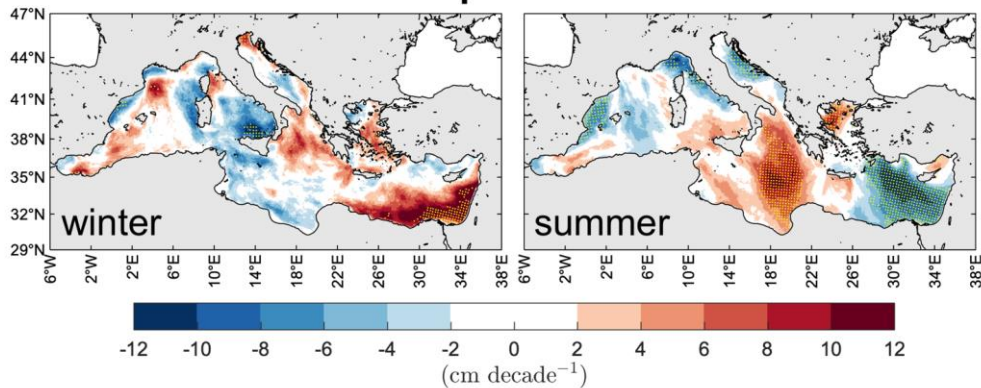 47°N
44°N
41°N
38°N
35°N
32°N
29°N
winter
summer
6°W
2°W
2°E
6°E
10°E
14°E
18°E
22°E
26°E
30°E
34°E
38°E
6°W
2°W
2°E
6°E
10°E
14°E
18°E
22°E
26°E
30°E
34°E
38°E
-12 -10 -8 -6 -4 -2 0 2 4 6 8 10 12
(cm decade⁻¹)